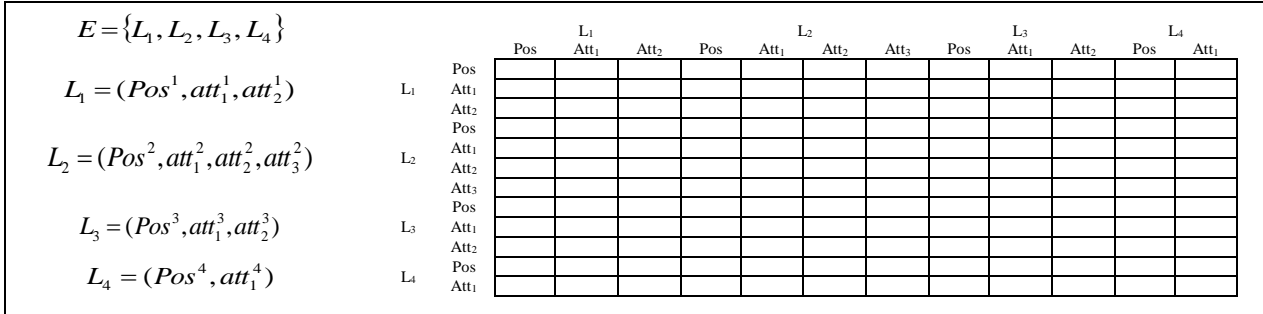 E = {L₁, L₂, L₃, L₄}
L₁ = (Pos¹, att₁¹, att₂¹)
L₂ = (Pos², att₁², att₂², att₃²)
L₃ = (Pos³, att₁³, att₂³)
L₄ = (Pos⁴, att₁⁴)
L₁ L₂ L₃ L₄
Pos Att₁ Att₂ Pos Att₁ Att₂ Att₃ Pos Att₁ Att₂ Pos Att₁
Pos
L₁ Att₁
Att₂
Pos
Att₁
L₂ Att₂
Att₃
Pos
L₃ Att₁
Att₂
Pos
L₄ Att₁